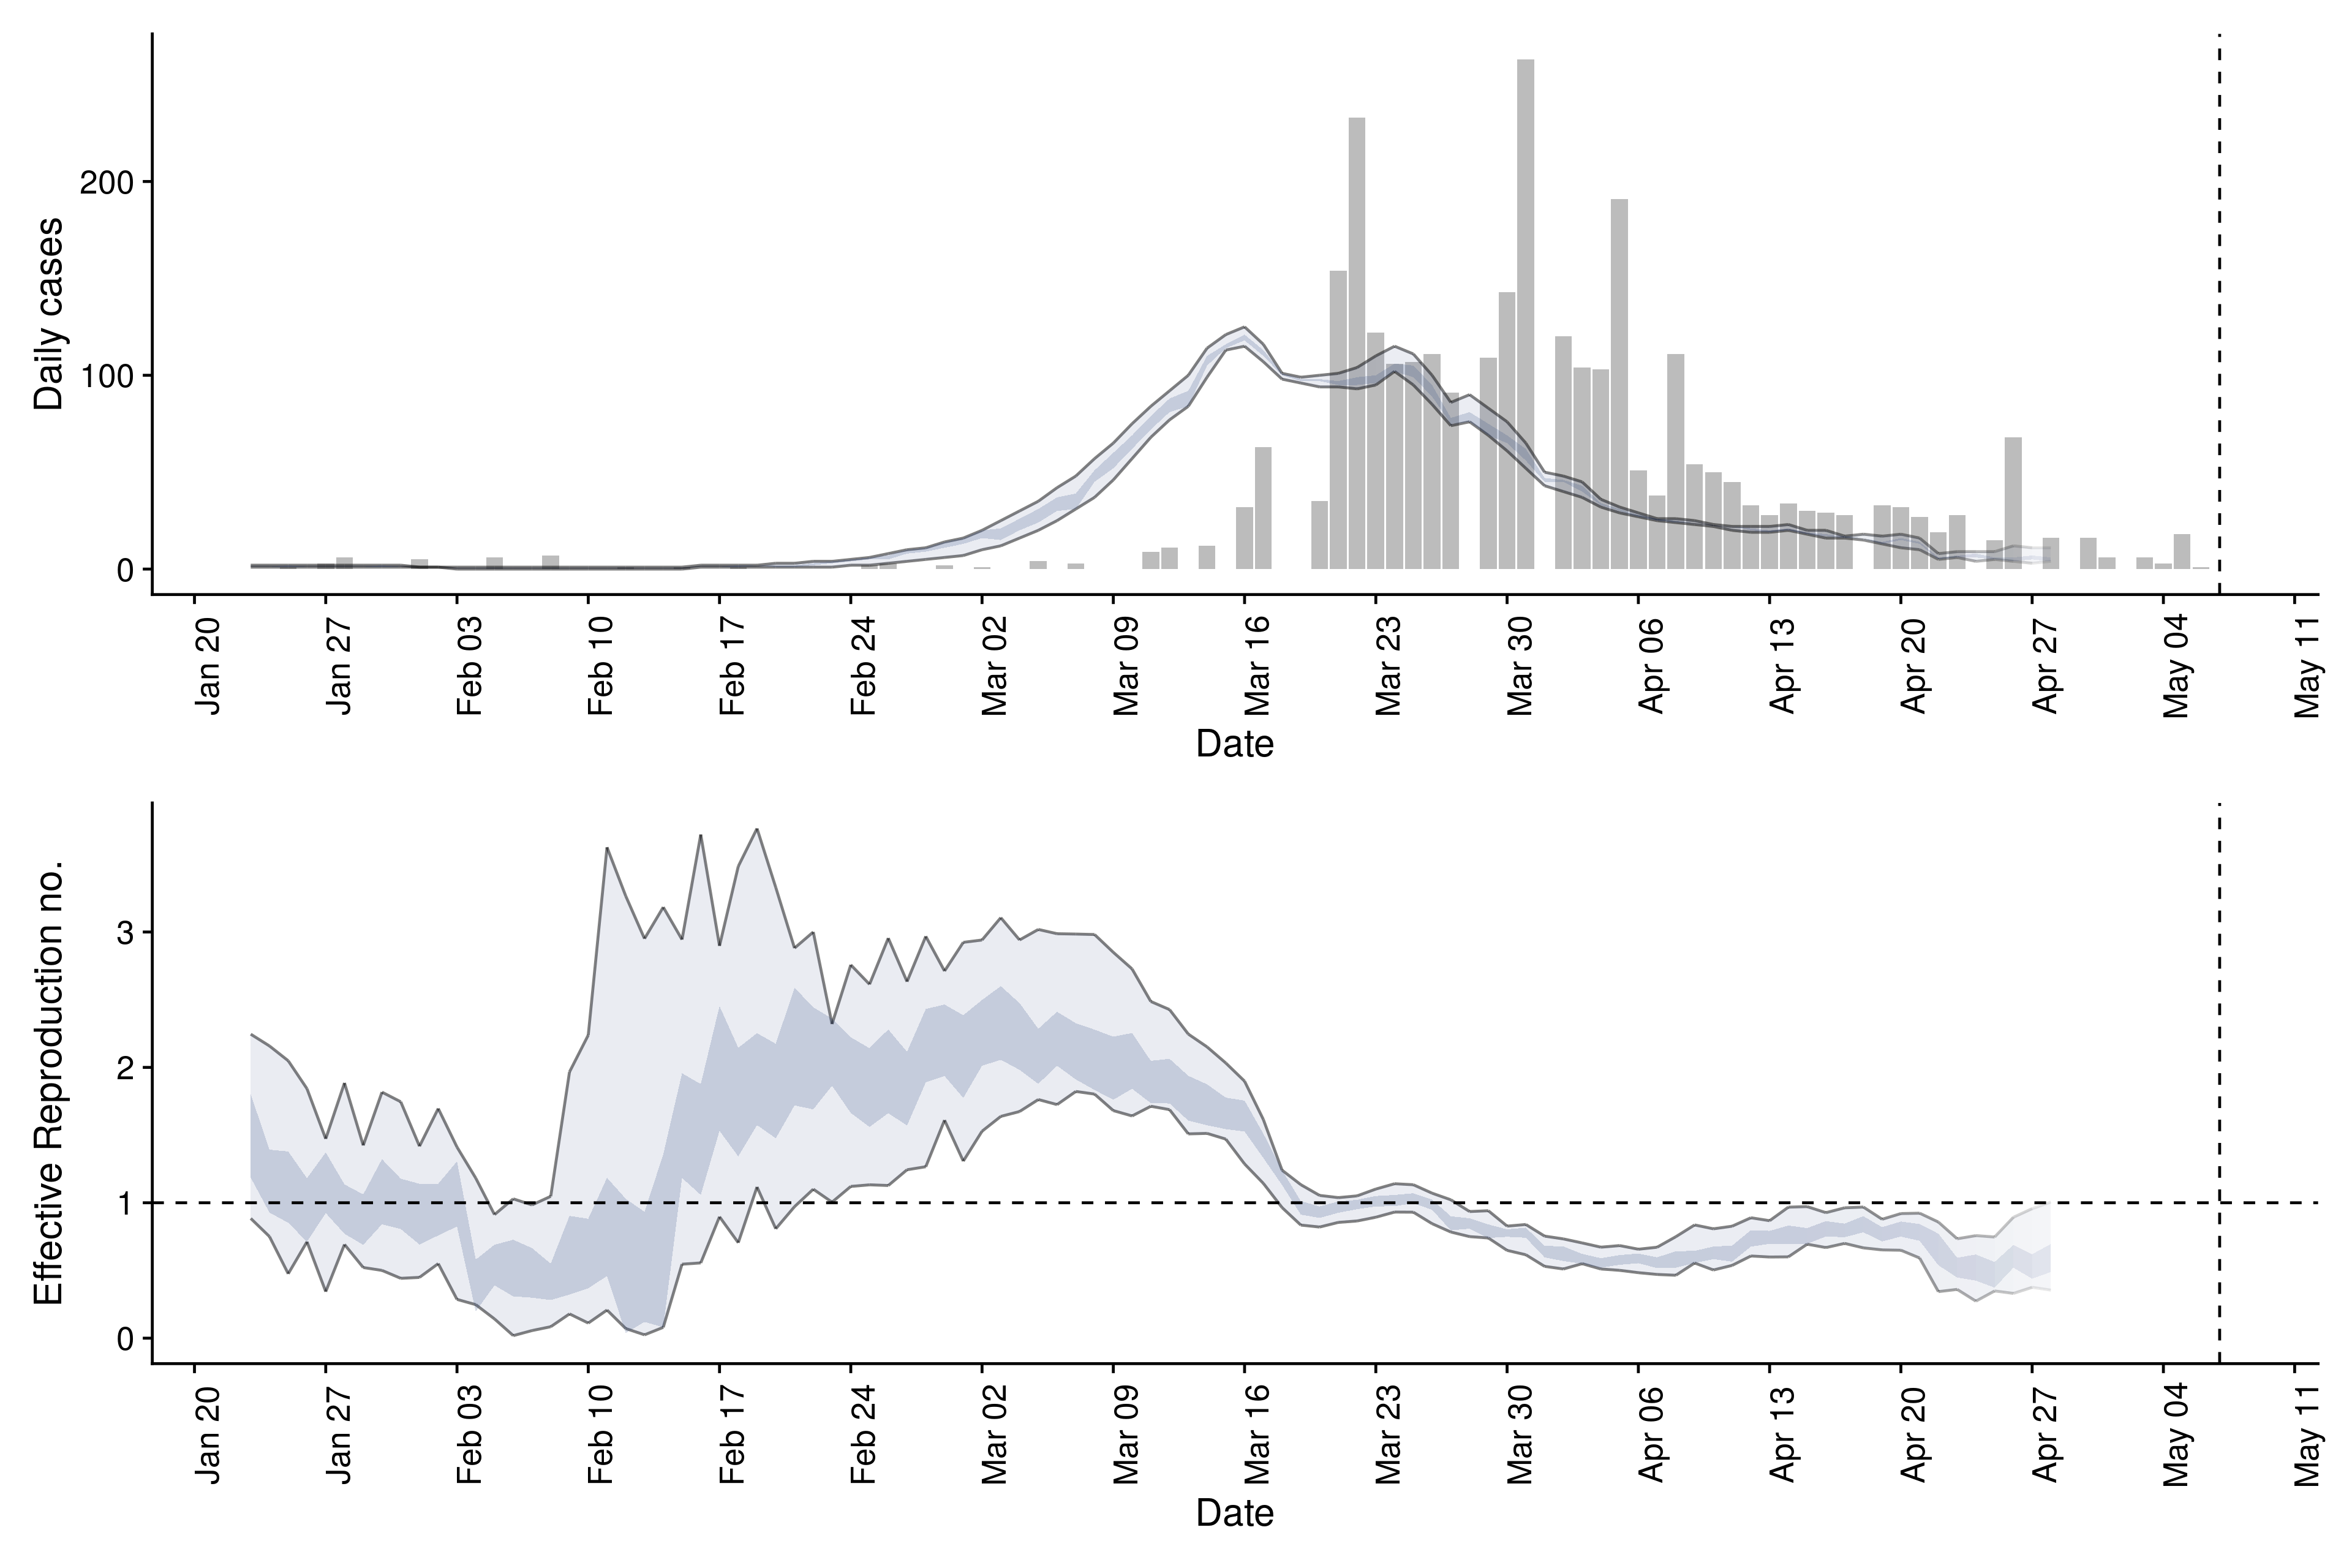 Daily cases
200
100
0
Jan 20 Jan 27 Feb 03 Feb 10 Feb 17 Feb 24 Mar 02 Mar 09 Mar 16 Mar 23 Mar 30 Apr 06 Apr 13 Apr 20 Apr 27 May 04 May 11
Date
Effective Reproduction no.
3
2
1
0
Jan 20 Jan 27 Feb 03 Feb 10 Feb 17 Feb 24 Mar 02 Mar 09 Mar 16 Mar 23 Mar 30 Apr 06 Apr 13 Apr 20 Apr 27 May 04 May 11
Date